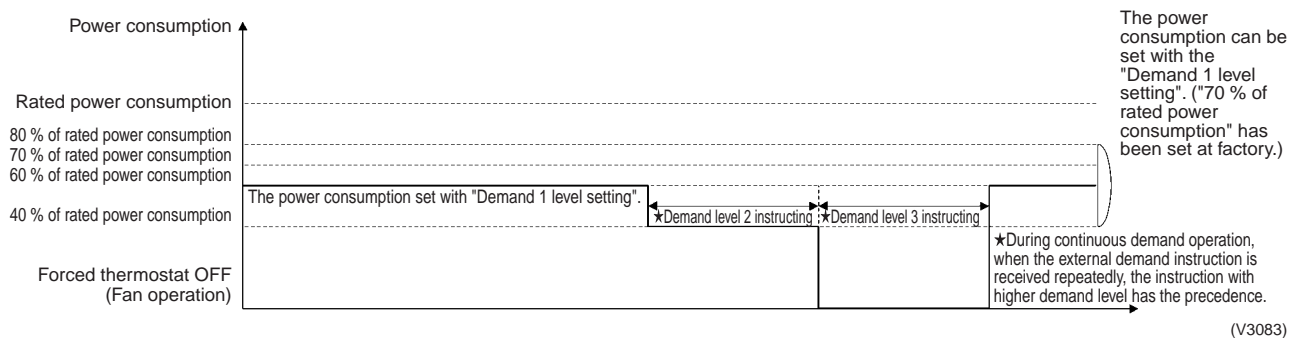 Power consumption
The power
consumption can be
set with the
"Demand 1 level
setting". ("70 % of
rated power
consumption" has
been set at factory.)
Rated power consumption
80 % of rated power consumption
70 % of rated power consumption
60 % of rated power consumption
The power consumption set with "Demand 1 level setting".
40 % of rated power consumption
★Demand level 2 instructing
★Demand level 3 instructing
★During continuous demand operation,
when the external demand instruction is
received repeatedly, the instruction with
higher demand level has the precedence.
Forced thermostat OFF
(Fan operation)
(V3083)